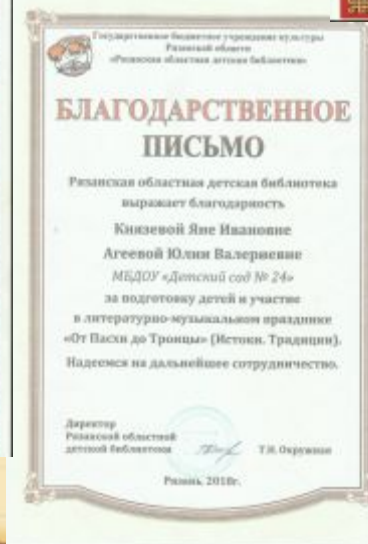 Государственное бюджетное учреждение культуры
Рязанской области
«Рязанская областная детская библиотека»
БЛАГОДАРСТВЕННОЕ
ПИСЬМО
Рязанская областная детская библиотека
выражает благодарность
Князевой Яне Ивановне
Агеевой Юлии Валериевне
МБДОУ «Детский сад № 24»
за подготовку детей и участие
в литературно-музыкальном празднике
«От Пасхи до Троицы» (Истоки. Традиции).
Надеемся на дальнейшее сотрудничество.
Директор
Рязанской областной
детской библиотеки
Т.Н. Окружная
Рязань, 2018г.